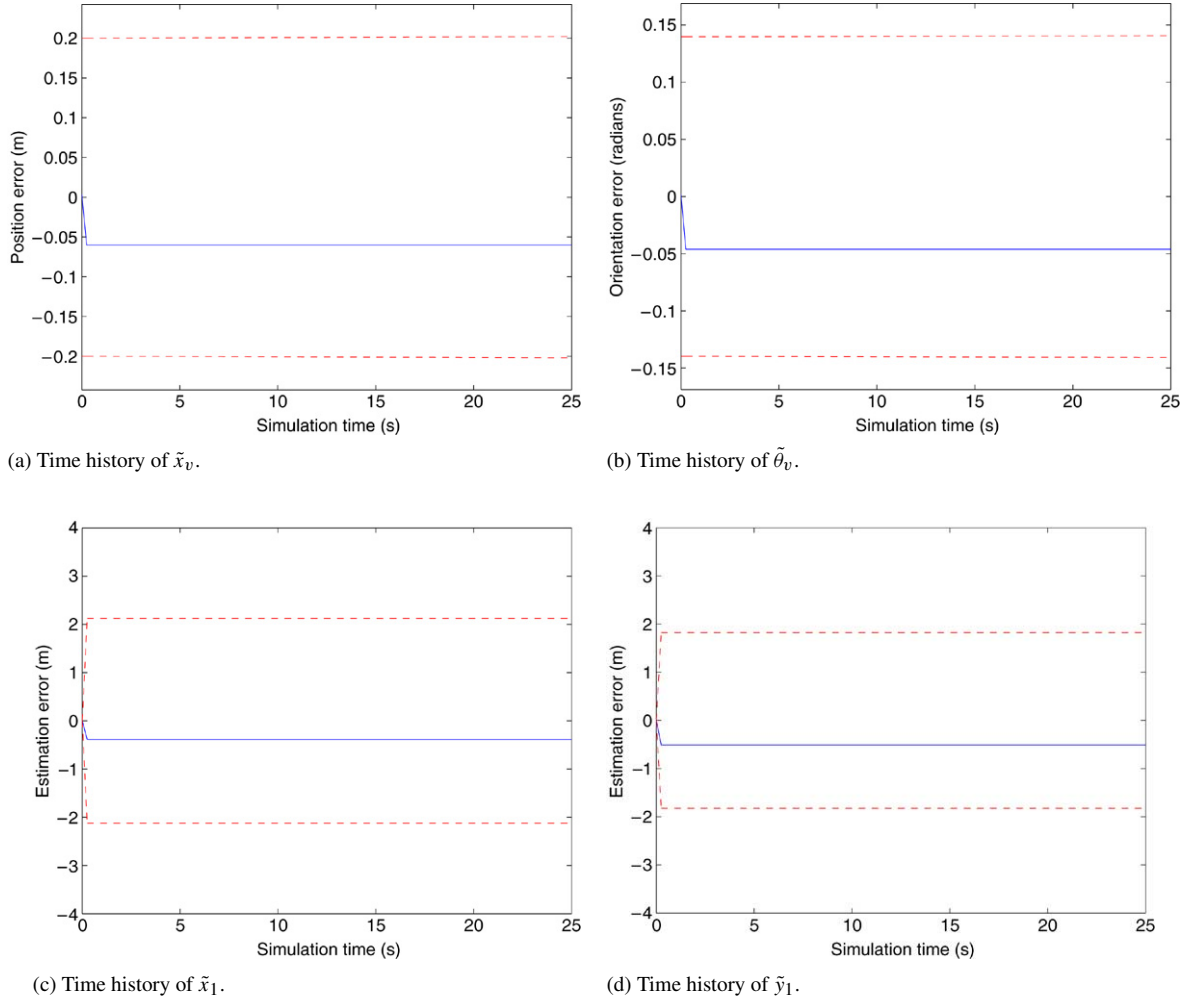 0.2
0.15
0.1
0.05
0
−0.05
−0.1
−0.15
−0.2
Position error (m)
0 5 10 15 20 25
Simulation time (s)
(a) Time history of x̃ᵥ.
0.15
0.1
0.05
0
−0.05
−0.1
−0.15
Orientation error (radians)
0 5 10 15 20 25
Simulation time (s)
(b) Time history of θ̃ᵥ.
4
3
2
1
0
−1
−2
−3
−4
Estimation error (m)
0 5 10 15 20 25
Simulation time (s)
(c) Time history of x̃₁.
4
3
2
1
0
−1
−2
−3
−4
Estimation error (m)
0 5 10 15 20 25
Simulation time (s)
(d) Time history of ỹ₁.